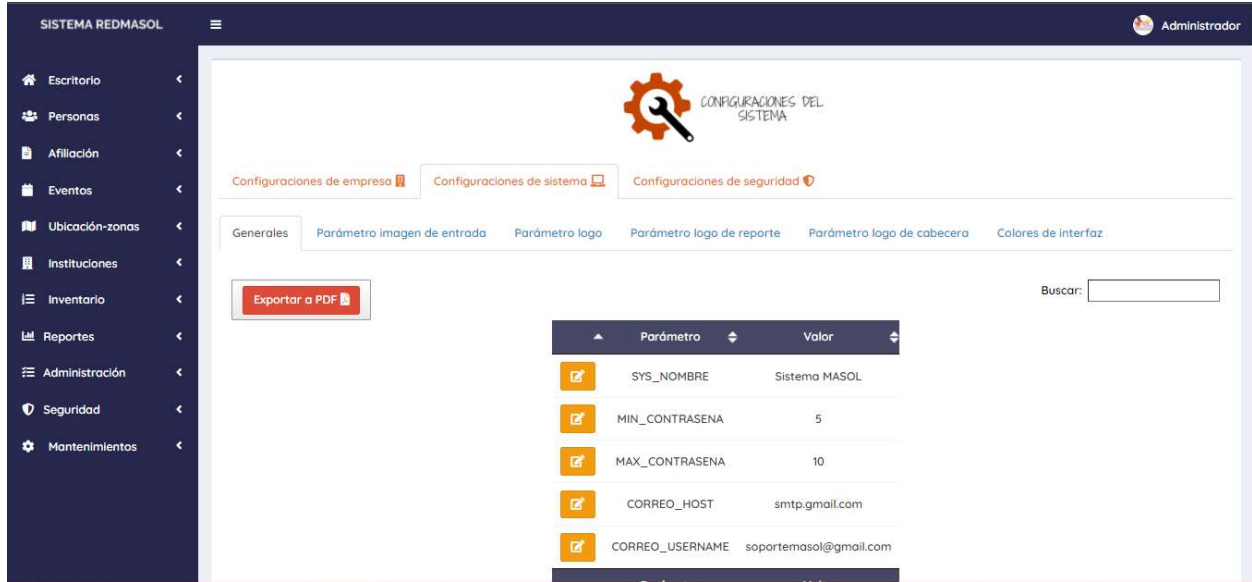 SISTEMA REDMASOL
Administrador
Escritorio
Personas
Afiliación
Eventos
Ubicación-zonas
Instituciones
Inventario
Reportes
Administración
Seguridad
Mantenimientos
CONFIGURACIONES DEL
SISTEMA
Configuraciones de empresa Configuraciones de sistema Configuraciones de seguridad
Generales Parámetro imagen de entrada Parámetro logo Parámetro logo de reporte Parámetro logo de cabecera Colores de interfaz
Exportar a PDF
Buscar:
Parámetro Valor
SYS_NOMBRE Sistema MASOL
MIN_CONTRASENA 5
MAX_CONTRASENA 10
CORREO_HOST smtp.gmail.com
CORREO_USERNAME soportemasol@gmail.com